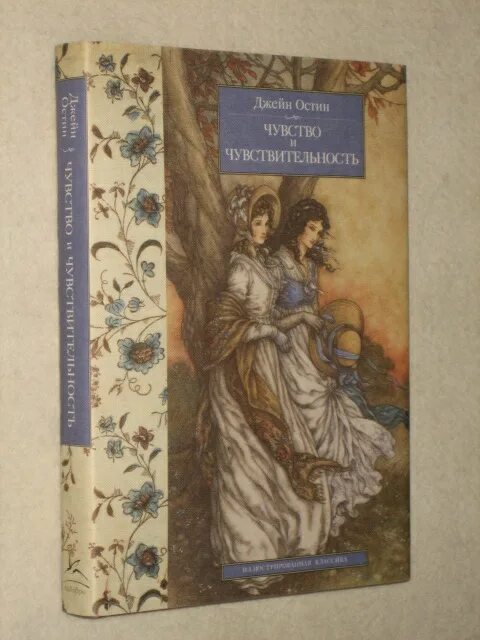 Джейн Остин
ЧУВСТВО
и
ЧУВСТВИТЕЛЬНОСТЬ
ИЛЛЮСТРИРОВАННАЯ КЛАССИКА
Джейн
Остин
ЧУВСТВО и ЧУВСТВИТЕЛЬНОСТЬ